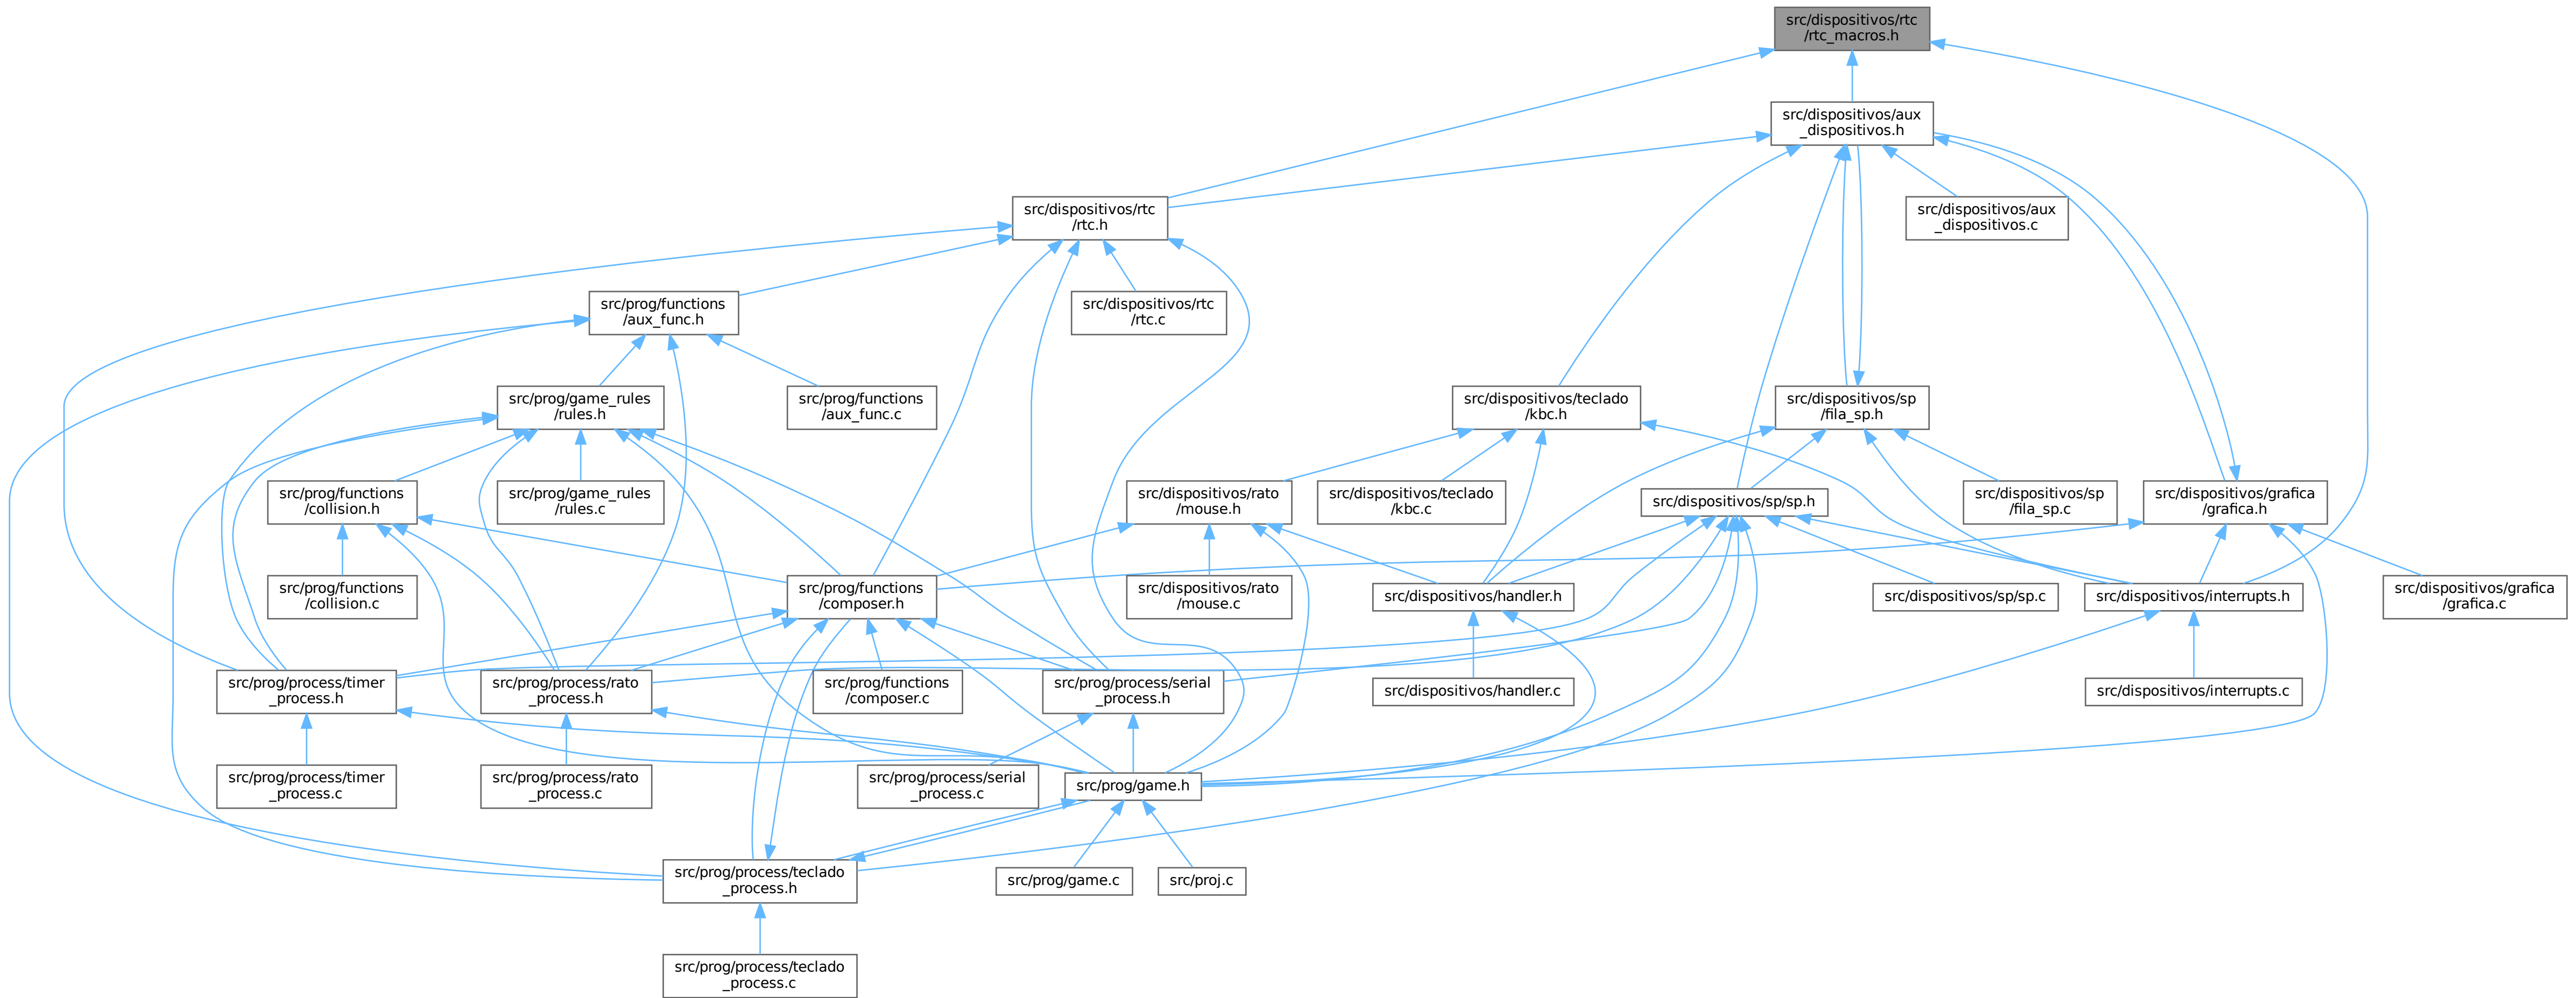 src/dispositivos/rtc
/rtc_macros.h
src/dispositivos/aux
_dispositivos.h
src/dispositivos/rtc
/rtc.h
src/dispositivos/aux
_dispositivos.c
src/prog/functions
/aux_func.h
src/dispositivos/rtc
/rtc.c
src/prog/game_rules
/rules.h
src/prog/functions
/aux_func.c
src/dispositivos/teclado
/kbc.h
src/dispositivos/sp
/fila_sp.h
src/prog/functions
/collision.h
src/prog/game_rules
/rules.c
src/dispositivos/rato
/mouse.h
src/dispositivos/teclado
/kbc.c
src/dispositivos/sp/sp.h
src/dispositivos/sp
/fila_sp.c
src/dispositivos/grafica
/grafica.h
src/prog/functions
/collision.c
src/prog/functions
/composer.h
src/dispositivos/rato
/mouse.c
src/dispositivos/handler.h
src/dispositivos/sp/sp.c
src/dispositivos/interrupts.h
src/dispositivos/grafica
/grafica.c
src/prog/process/timer
_process.h
src/prog/process/rato
_process.h
src/prog/functions
/composer.c
src/prog/process/serial
_process.h
src/dispositivos/handler.c
src/dispositivos/interrupts.c
src/prog/process/timer
_process.c
src/prog/process/rato
_process.c
src/prog/process/serial
_process.c
src/prog/game.h
src/prog/process/teclado
_process.h
src/prog/game.c
src/proj.c
src/prog/process/teclado
_process.c